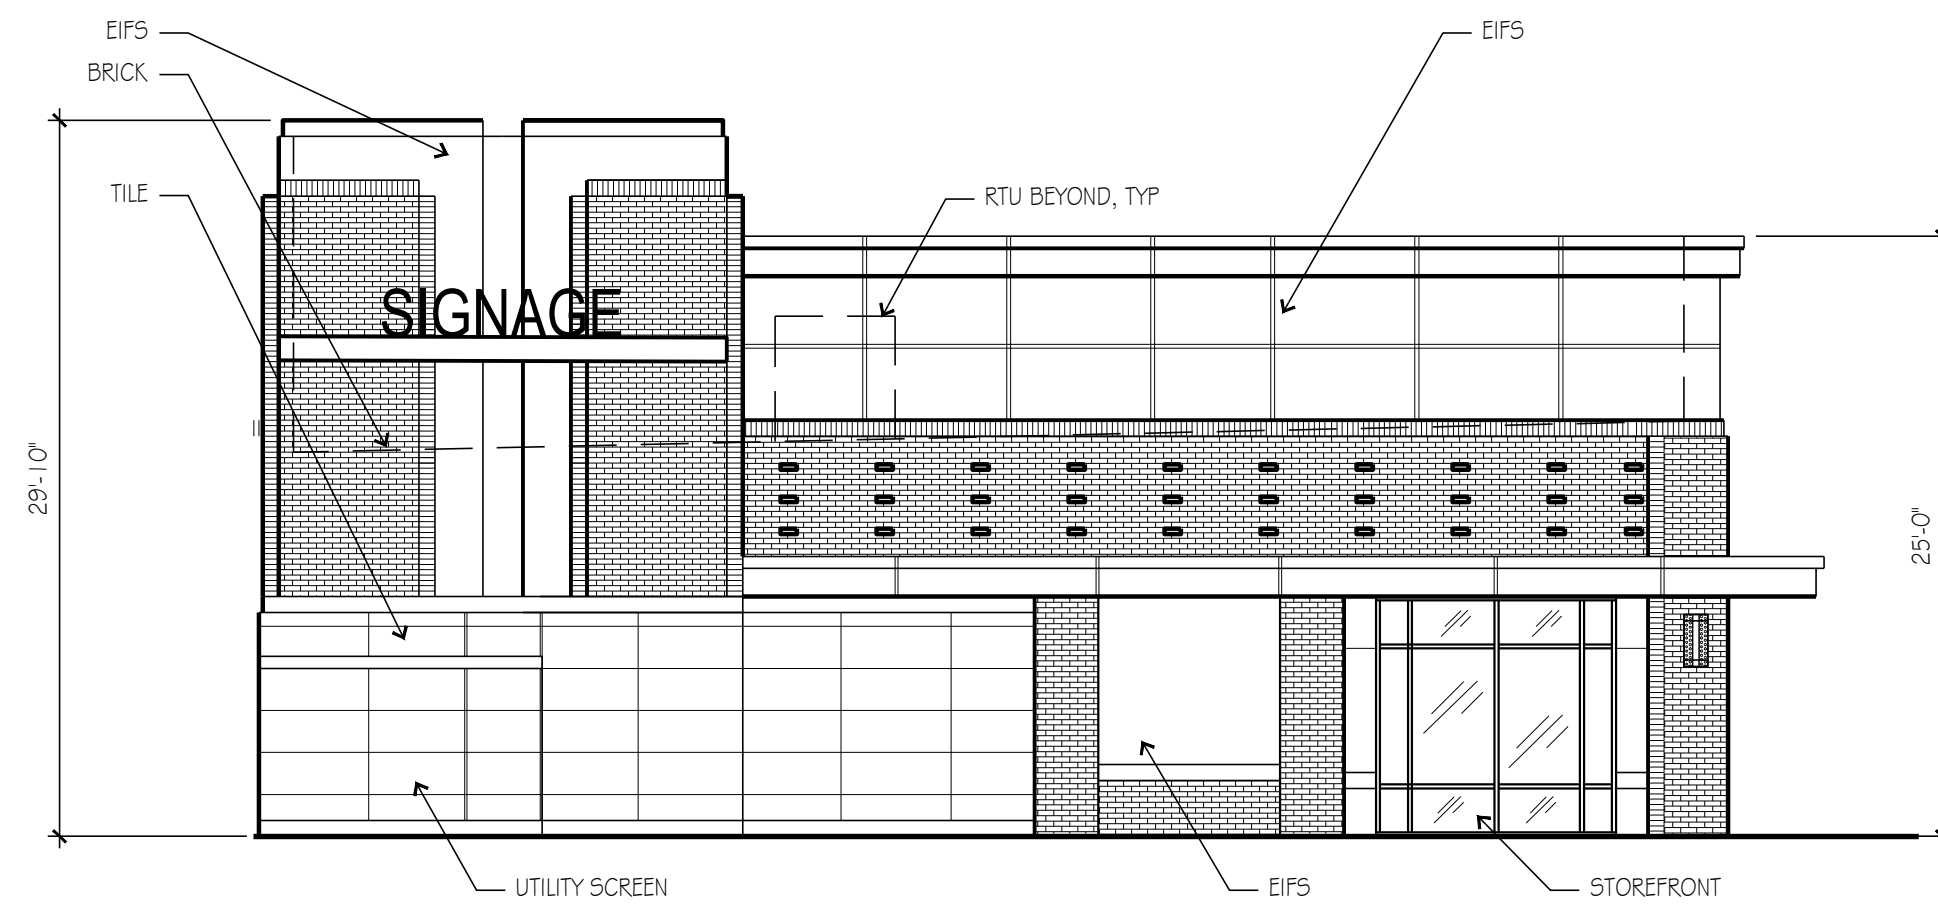 EIFS
EIFS
BRICK
TILE
RTU BEYOND, TYP
SIGNAGE
29'-10"
25'-0"
UTILITY SCREEN
EIFS
STOREFRONT